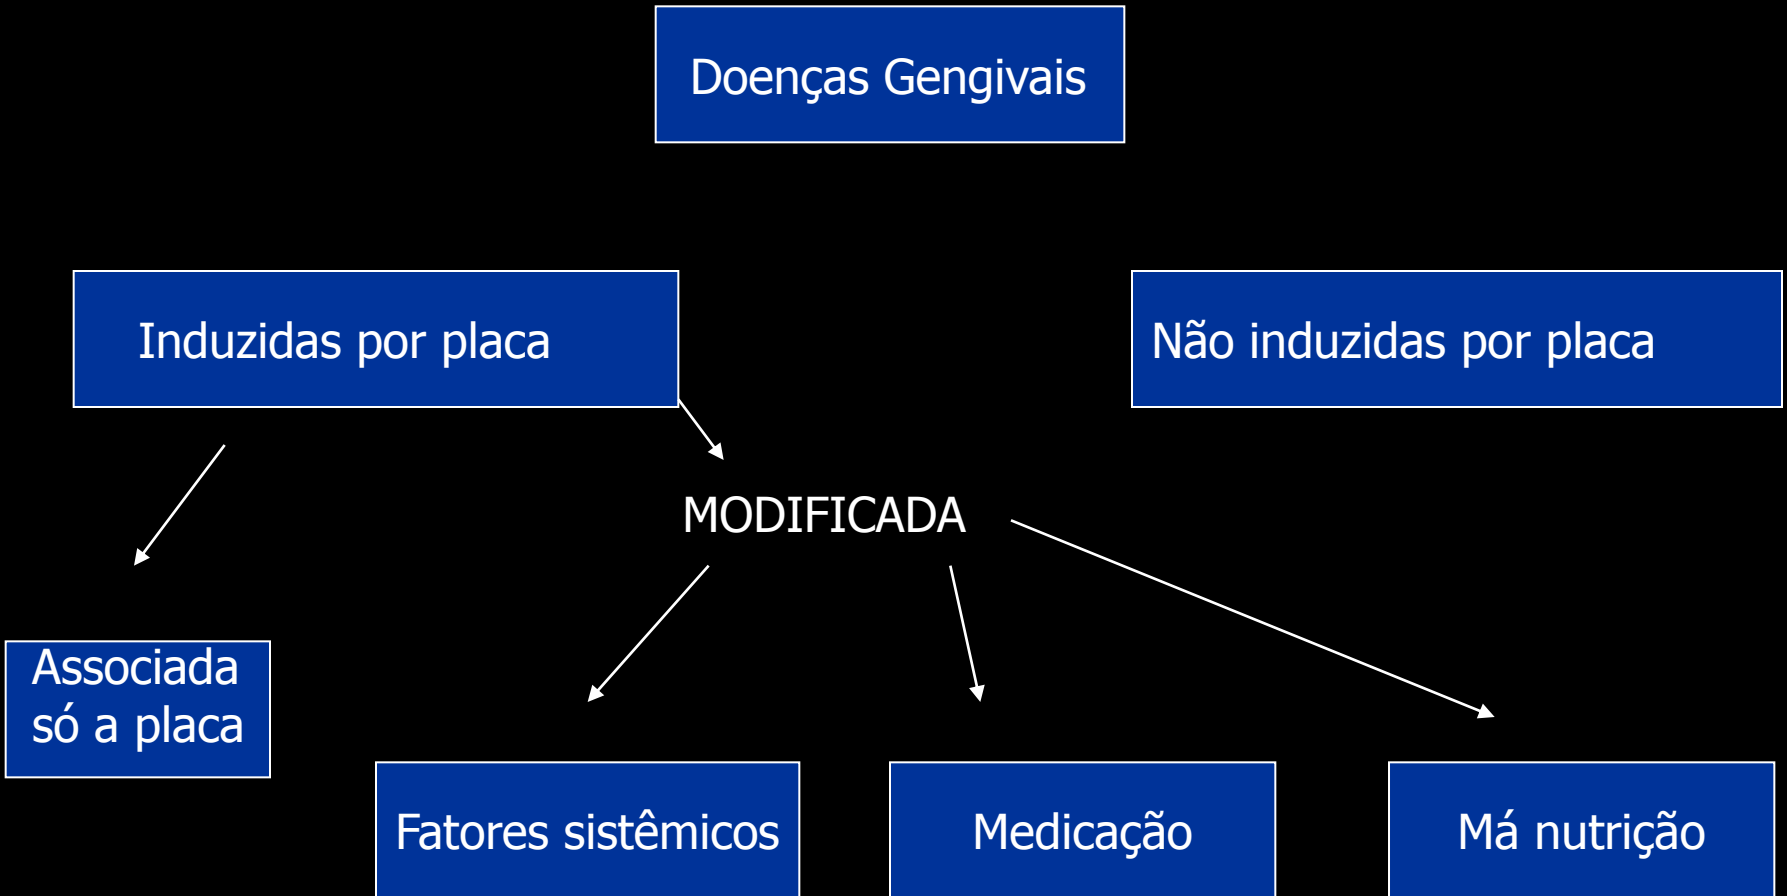 Doenças Gengivais
Induzidas por placa
Não induzidas por placa
MODIFICADA
Associada
só a placa
Fatores sistêmicos
Medicação
Má nutrição